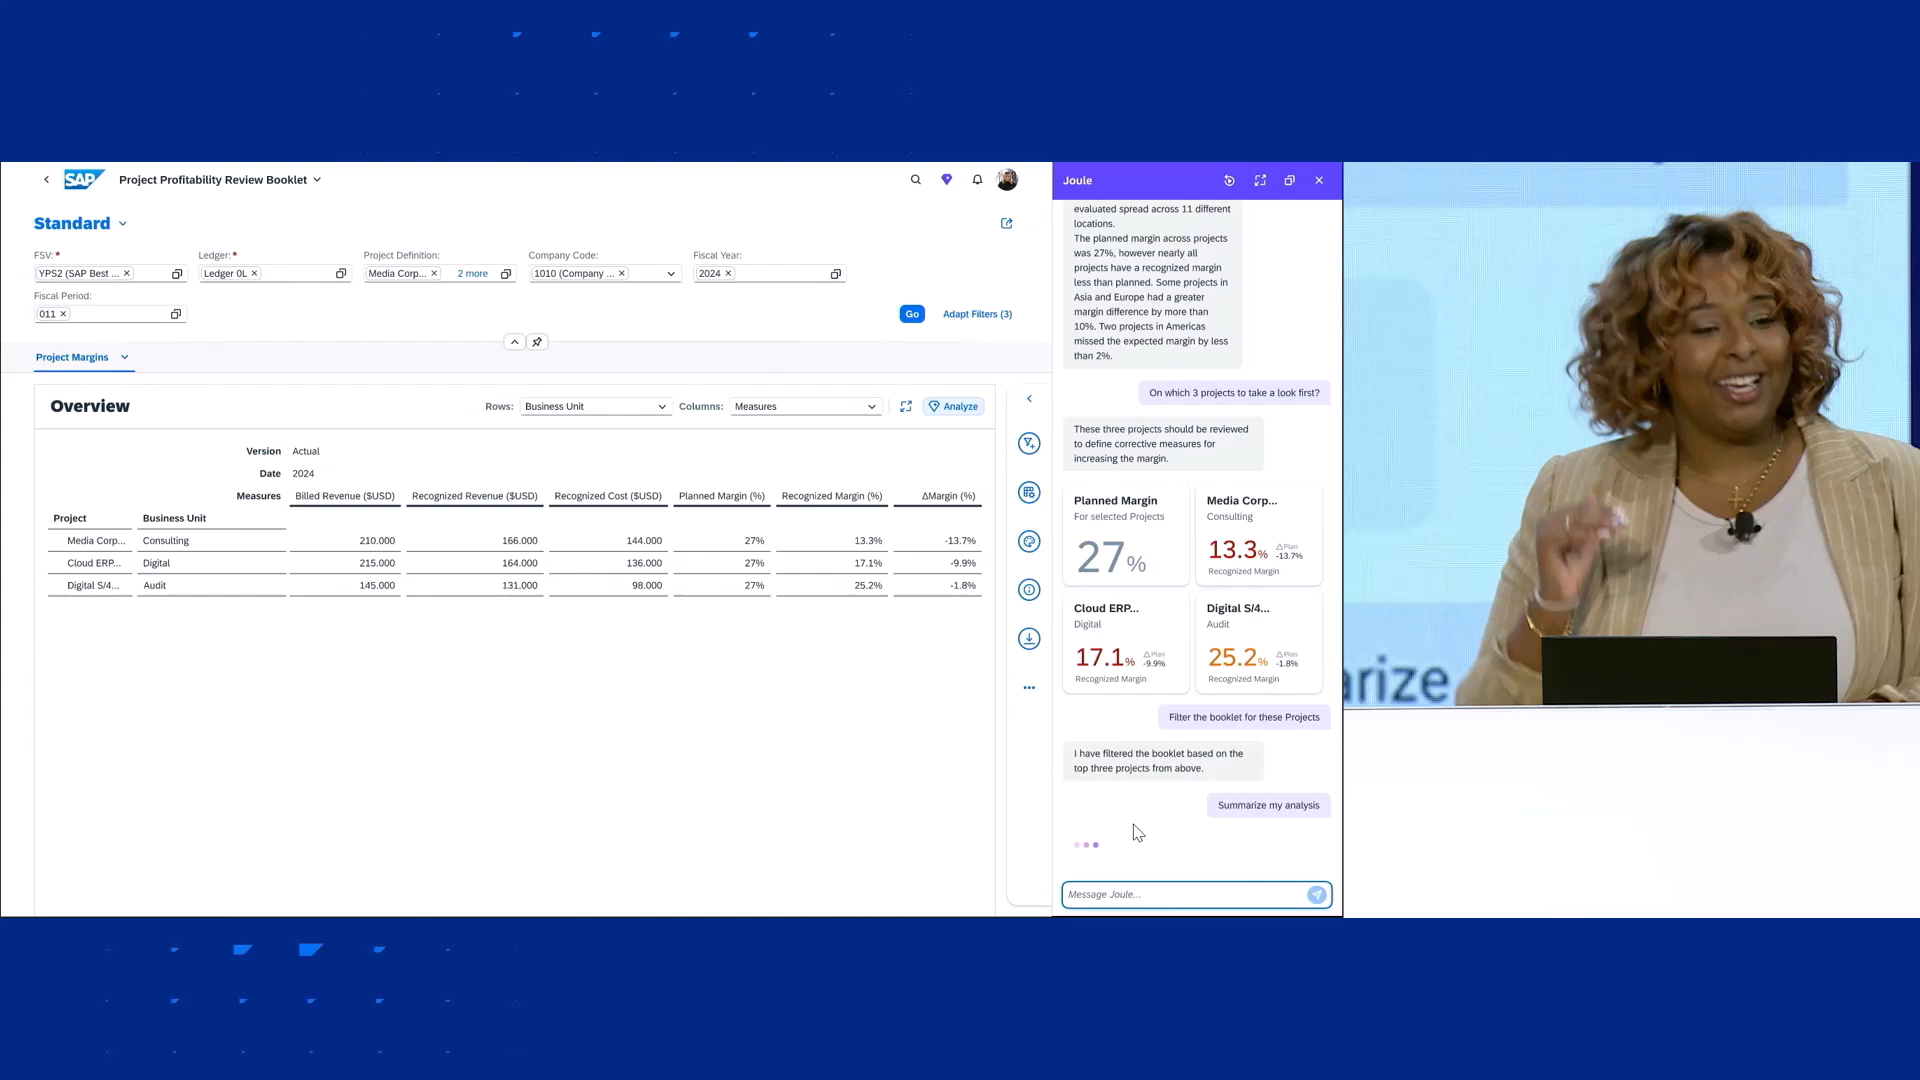 SAP
Project Profitability Review Booklet
Standard
FSV:*
Ledger:*
Project Definition:
Company Code:
Fiscal Year:
YPS2 (SAP Best ...
Ledger 0L
Media Corp...
2 more
1010 (Company ...
2024
Fiscal Period:
011
Go
Adapt Filters (3)
Project Margins
Overview
Rows:
Business Unit
Columns:
Measures
Analyze
Version
Actual
Date
2024
Measures
Billed Revenue ($USD)
Recognized Revenue ($USD)
Recognized Cost ($USD)
Planned Margin (%)
Recognized Margin (%)
ΔMargin (%)
Project
Business Unit
Media Corp...
Consulting
210.000
166.000
144.000
27%
13.3%
-13.7%
Cloud ERP...
Digital
215.000
164.000
136.000
27%
17.1%
-9.9%
Digital S/4...
Audit
145.000
131,000
98.000
27%
25.2%
-1.8%
Joule
evaluated spread across 11 different
locations.
The planned margin across projects
was 27%, however nearly all
projects have a recognized margin
less than planned. Some projects in
Asia and Europe had a greater
margin difference by more than
10%. Two projects in Americas
missed the expected margin by less
than 2%.
On which 3 projects to take a look first?
These three projects should be reviewed
to define corrective measures for
increasing the margin.
Planned Margin
For selected Projects
27%
Media Corp...
Consulting
13.3%
△Plan
-13.7%
Recognized Margin
Cloud ERP...
Digital
17.1%
△Plan
-9.9%
Recognized Margin
Digital S/4...
Audit
25.2%
△Plan
-1.8%
Recognized Margin
Filter the booklet for these Projects
I have filtered the booklet based on the
top three projects from above.
Summarize my analysis
Message Joule...
arize